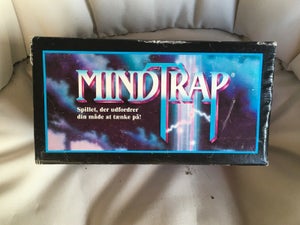 MINDTRAP®
Spillet, der udfordrer
din måde at tænke på!